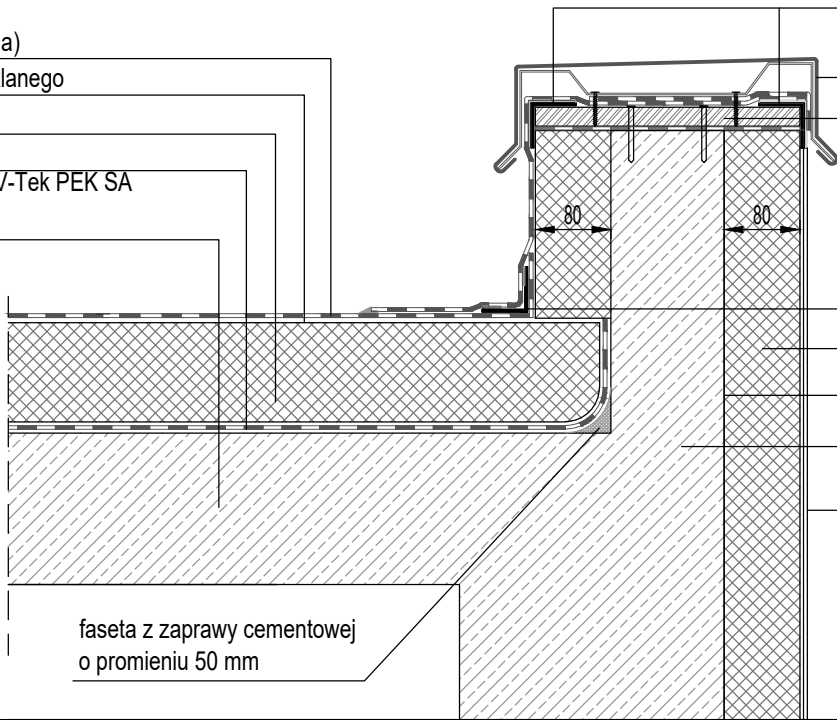 a)
lanego
V-Tek PEK SA
80
80
faseta z zaprawy cementowej
o promieniu 50 mm